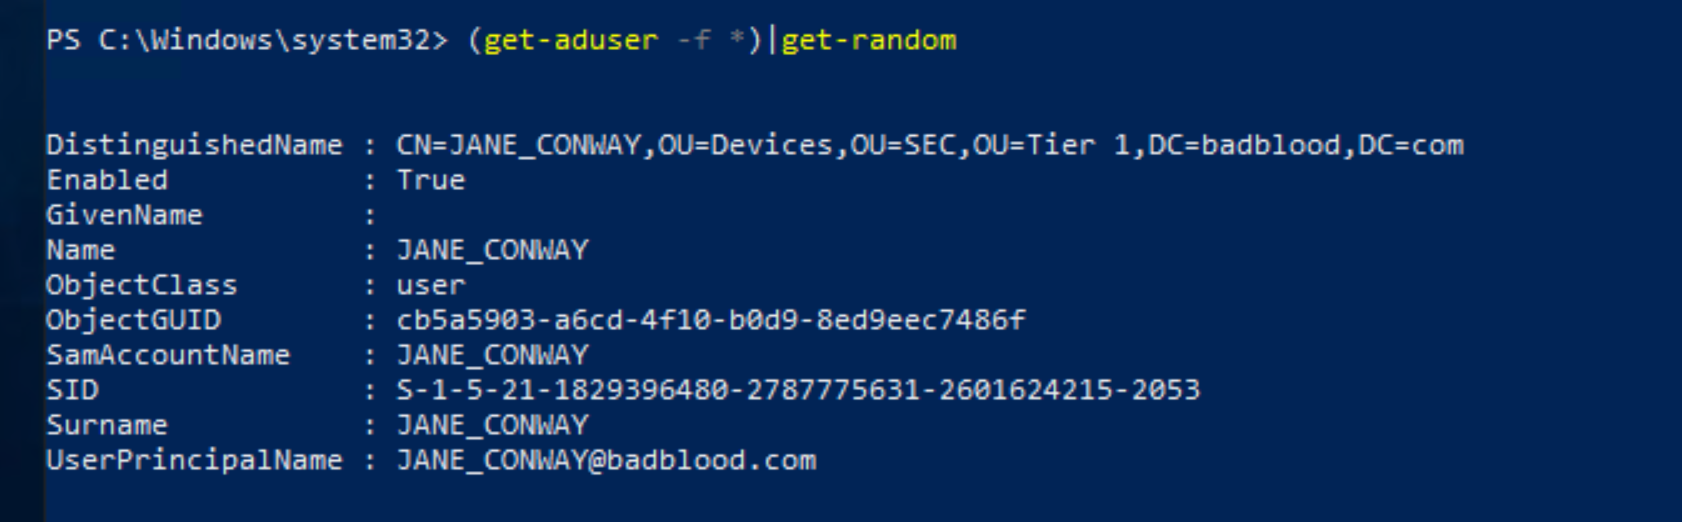 PS C:\Windows\system32> (get-aduser -f *)|get-random
DistinguishedName : CN=JANE_CONWAY,OU=Devices,OU=SEC,OU=Tier 1,DC=badblood,DC=com
Enabled           : True
GivenName         :
Name              : JANE_CONWAY
ObjectClass       : user
ObjectGUID        : cb5a5903-a6cd-4f10-b0d9-8ed9eec7486f
SamAccountName    : JANE_CONWAY
SID               : S-1-5-21-1829396480-2787775631-2601624215-2053
Surname           : JANE_CONWAY
UserPrincipalName : JANE_CONWAY@badblood.com